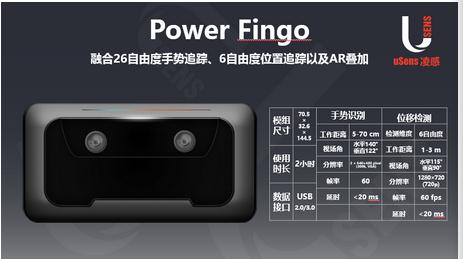 Power Fingo
融合26自由度手势追踪、6自由度位置追踪以及AR叠加
SENS
uSens 凌感
模组尺寸 70.5 × 32.6 × 144.5
手势识别 位移检测
工作距离 5-70 cm 检测维度 6自由度
视场角 水平140° 垂直122° 工作距离 1-3 m
使用时长 2小时
分辨率 视场角 水平115° 垂直90°
帧率 60 分辨率 1280×720 (720p)
数据接口 USB 2.0/3.0
延时 <20 ms 帧率 60 fps
延时 <20 ms